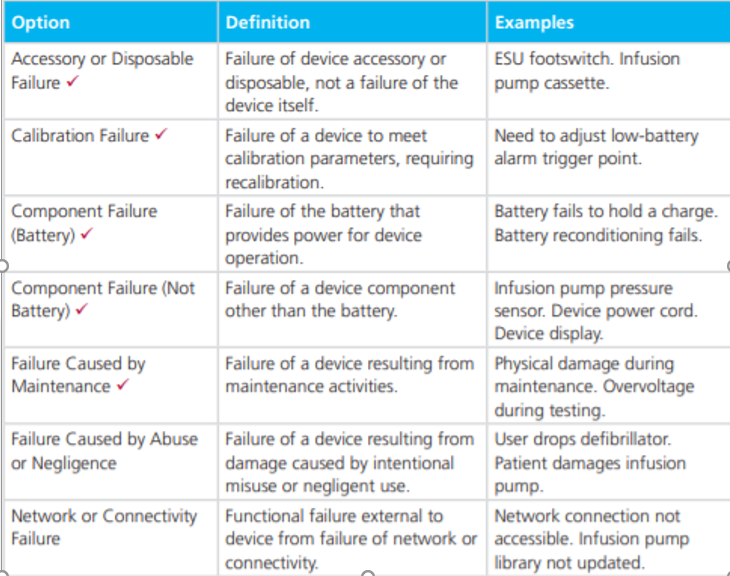 Option Definition Examples
Accessory or Disposable Failure of device accessory or ESU footswitch. Infusion
Failure ✓ disposable, not a failure of the pump cassette.
device itself.
Calibration Failure ✓ Failure of a device to meet Need to adjust low-battery
calibration parameters, requiring alarm trigger point.
recalibration.
Component Failure Failure of the battery that Battery fails to hold a charge.
(Battery) ✓ provides power for device Battery reconditioning fails.
operation.
Component Failure (Not Failure of a device component Infusion pump pressure
Battery) ✓ other than the battery. sensor. Device power cord.
Device display.
Failure Caused by Failure of a device resulting from Physical damage during
Maintenance ✓ maintenance activities. maintenance. Overvoltage
during testing.
Failure Caused by Abuse Failure of a device resulting from User drops defibrillator.
or Negligence damage caused by intentional Patient damages infusion
misuse or negligent use. pump.
Network or Connectivity Functional failure external to Network connection not
Failure device from failure of network or accessible. Infusion pump
connectivity. library not updated.